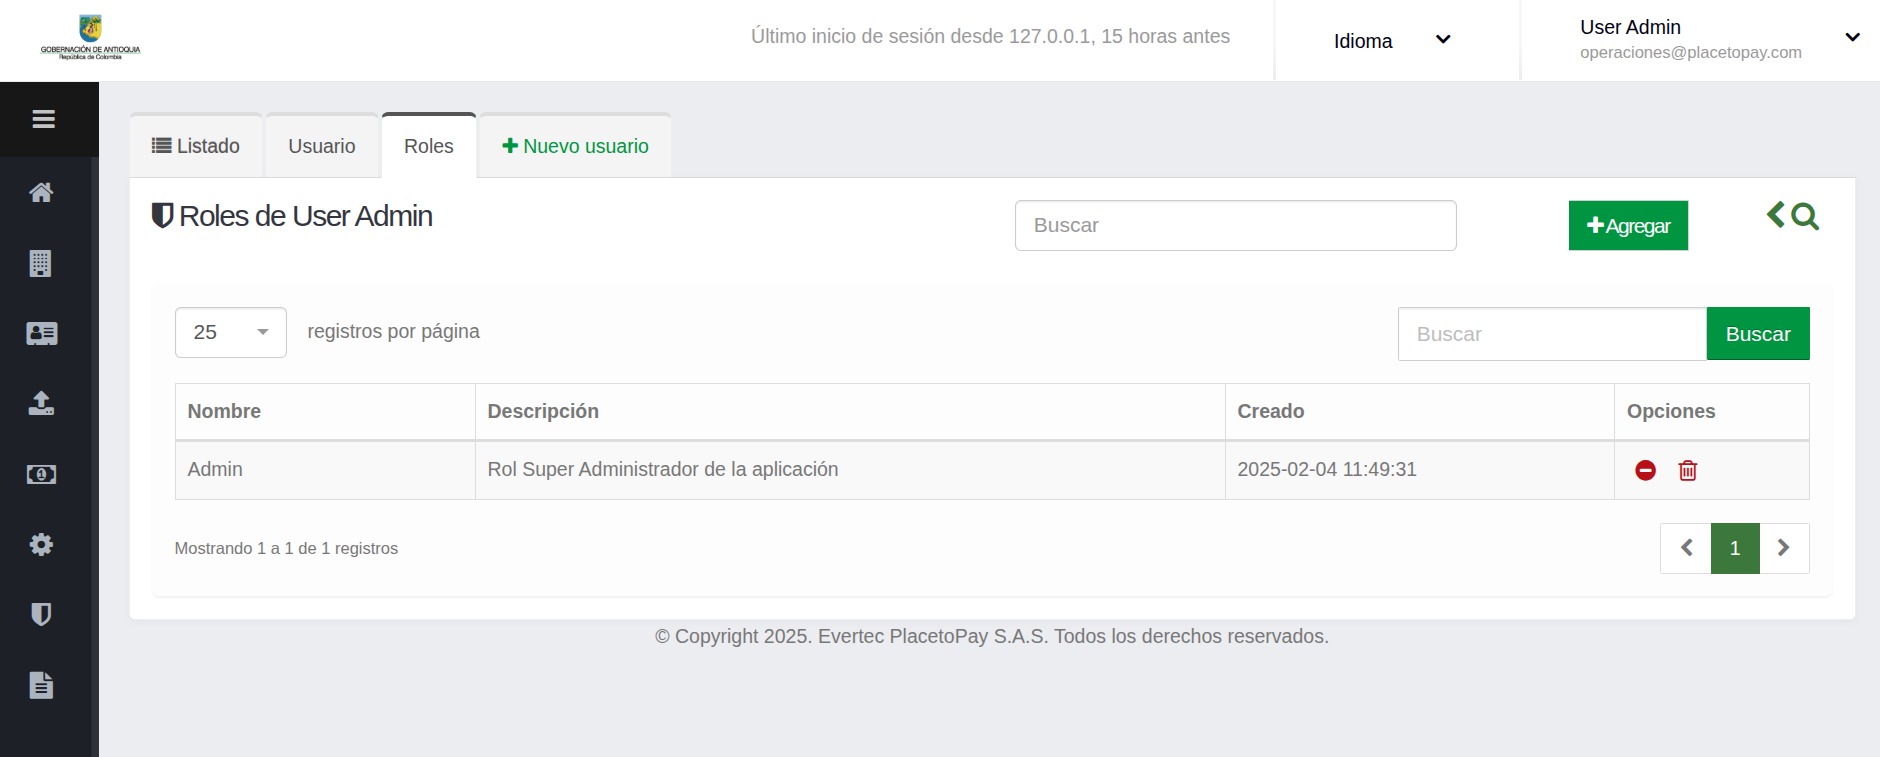 GOBERNACIÓN DE ANTIOQUIA
República de Colombia
Último inicio de sesión desde 127.0.0.1, 15 horas antes
Idioma
User Admin
operaciones@placetopay.com
Listado
Usuario
Roles
Nuevo usuario
Roles de User Admin
Buscar
Agregar
25
registros por página
Buscar
Buscar
Nombre
Descripción
Creado
Opciones
Admin
Rol Super Administrador de la aplicación
2025-02-04 11:49:31
Mostrando 1 a 1 de 1 registros
1
© Copyright 2025. Evertec PlacetoPay S.A.S. Todos los derechos reservados.